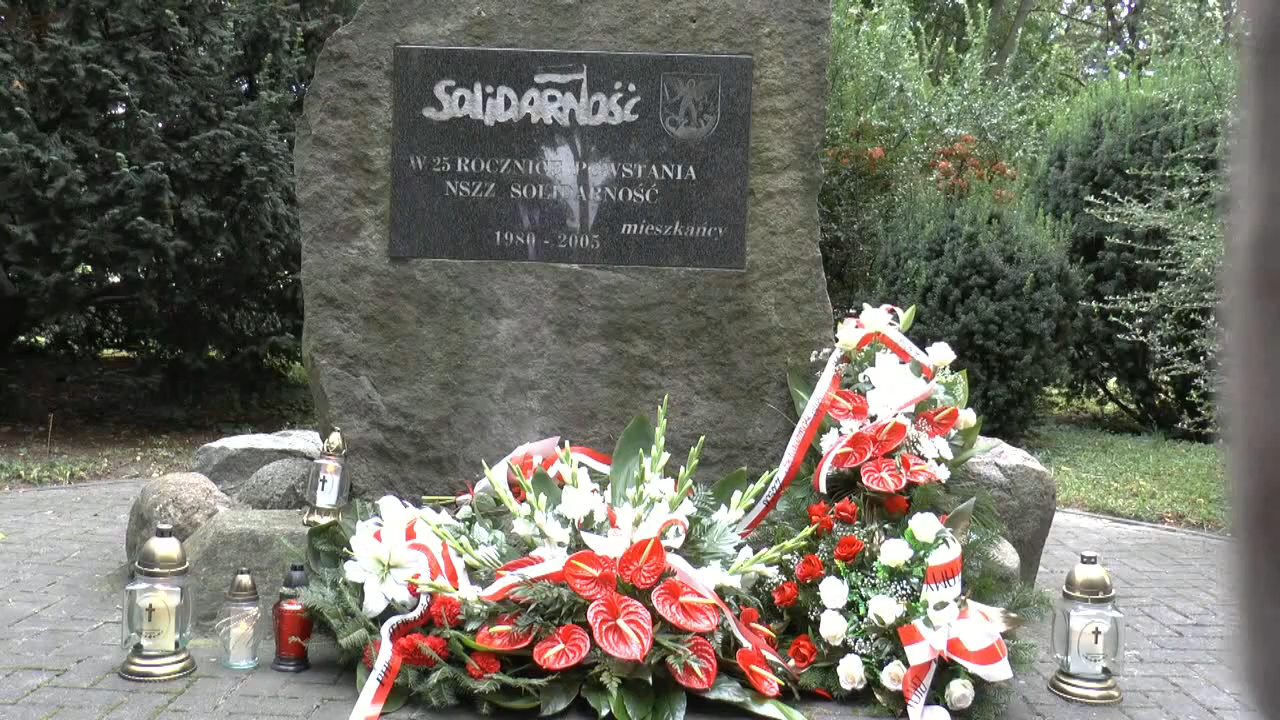 SOLiDARNOŚĆ
W 25 ROCZNICĘ POWSTANIA
NSZZ SOLIDARNOŚĆ
mieszkańcy
1980 - 2005